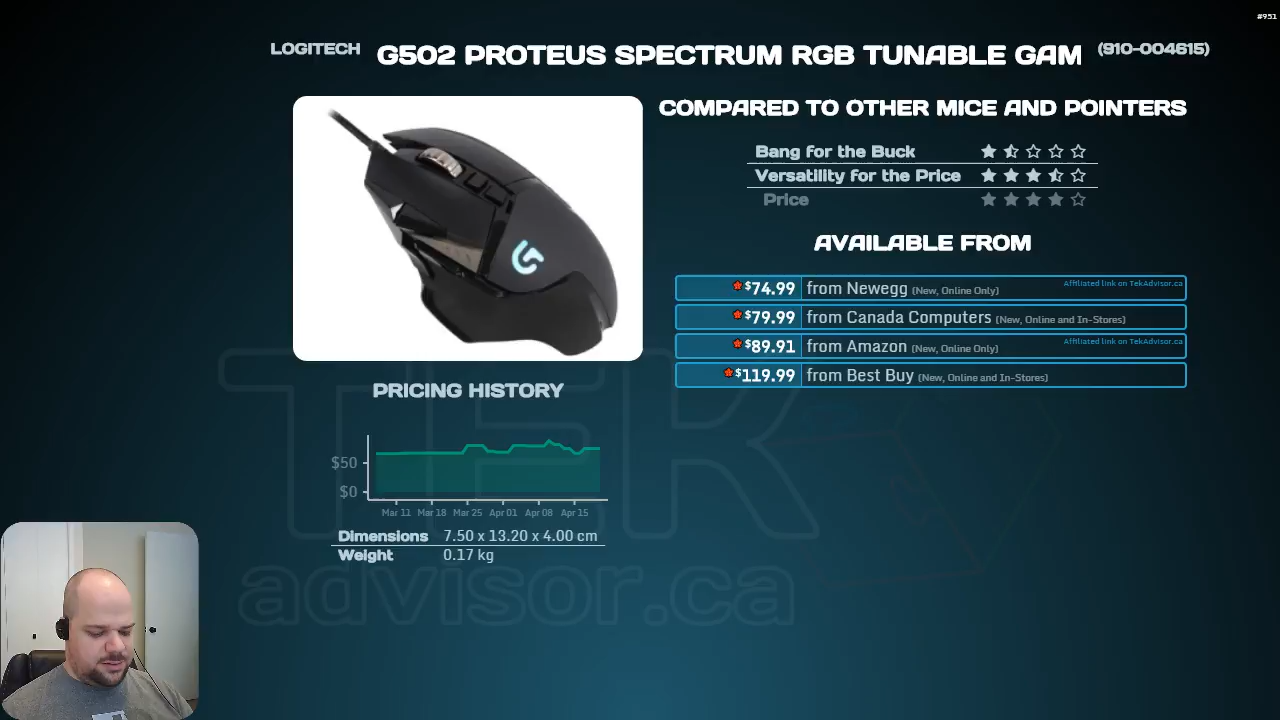 #951
LOGITECH G502 PROTEUS SPECTRUM RGB TUNABLE GAM (910-004615)
COMPARED TO OTHER MICE AND POINTERS
Bang for the Buck
Versatility for the Price
Price
AVAILABLE FROM
$74.99 from Newegg (New, Online Only) Affiliated link on TekAdvisor.ca
$79.99 from Canada Computers (New, Online and In-Stores)
$89.91 from Amazon (New, Online Only) Affiliated link on TekAdvisor.ca
$119.99 from Best Buy (New, Online and In-Stores)
PRICING HISTORY
$50
$0
Mar 11 Mar 18 Mar 25 Apr 01 Apr 08 Apr 15
Dimensions 7.50 x 13.20 x 4.00 cm
Weight 0.17 kg
TEK
advisor.ca